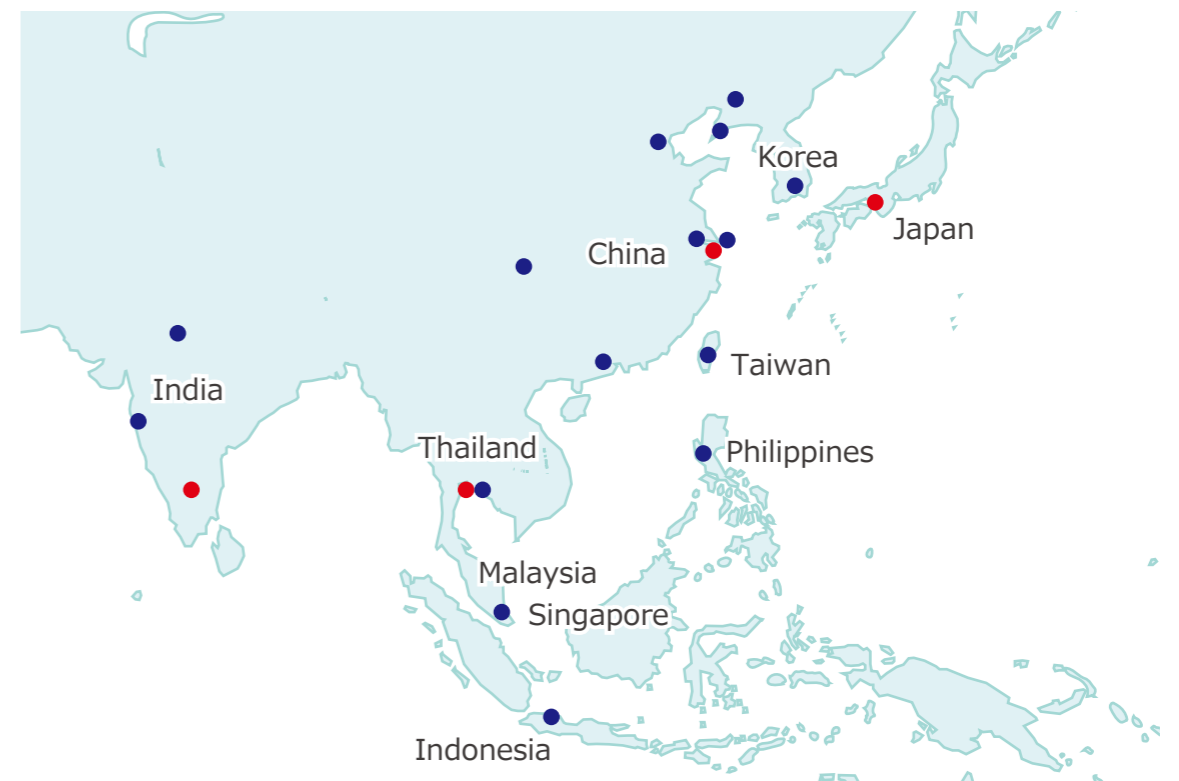 Korea
Japan
China
Taiwan
India
Thailand
Philippines
Malaysia
Singapore
Indonesia